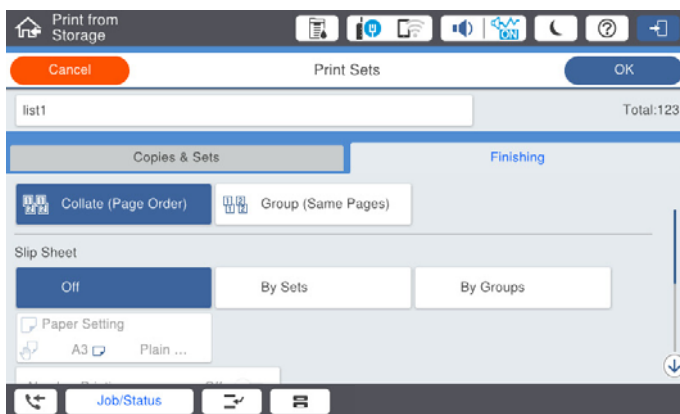 Print from
Storage
ON
Cancel
Print Sets
OK
list1
Total:123
Copies & Sets
Finishing
Collate (Page Order)
Group (Same Pages)
Slip Sheet
Off
By Sets
By Groups
Paper Setting
A3
Plain ...
Job/Status